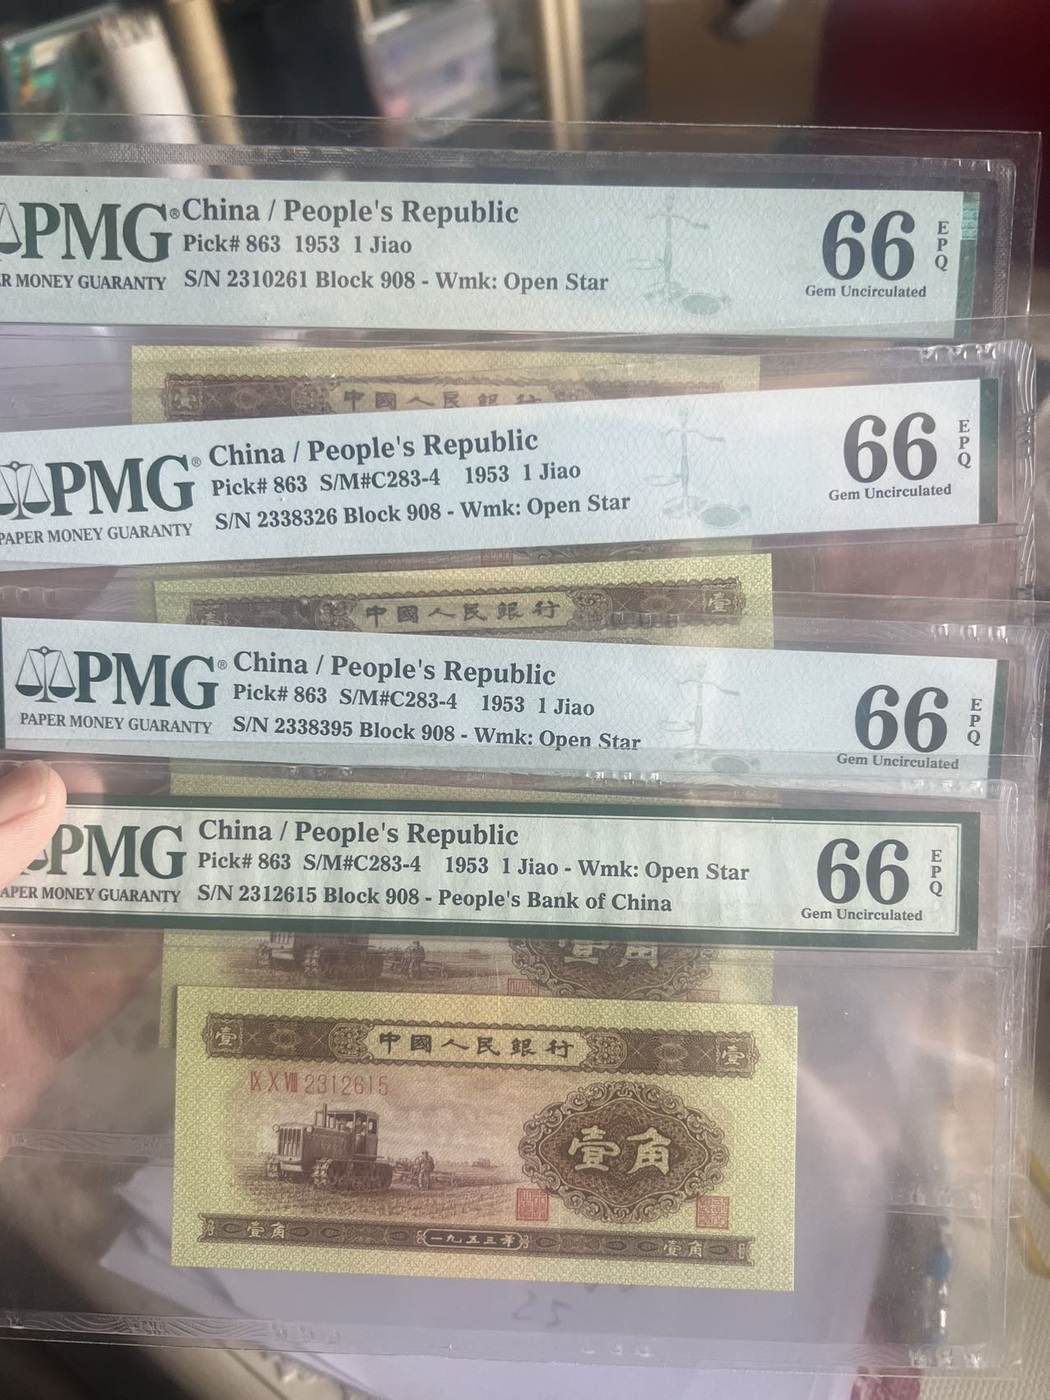 PMG® China / People's Republic
Pick# 863 1953 1 Jiao
R MONEY GUARANTY S/N 2310261 Block 908 - Wmk: Open Star
66 EPQ
Gem Uncirculated
中國人民銀行
PMG® China / People's Republic
Pick# 863 S/M#C283-4 1953 1 Jiao
PAPER MONEY GUARANTY S/N 2338326 Block 908 - Wmk: Open Star
66 EPQ
Gem Uncirculated
中國人民銀行 壹
PMG® China / People's Republic
Pick# 863 S/M#C283-4 1953 1 Jiao
PAPER MONEY GUARANTY S/N 2338395 Block 908 - Wmk: Open Star
66 EPQ
Gem Uncirculated
PMG China / People's Republic
Pick# 863 S/M#C283-4 1953 1 Jiao - Wmk: Open Star
APER MONEY GUARANTY S/N 2312615 Block 908 - People's Bank of China
66 EPQ
Gem Uncirculated
壹角
壹 中國人民銀行 壹
IX X VIII 2312615
壹角
壹角 一九五三年 壹角